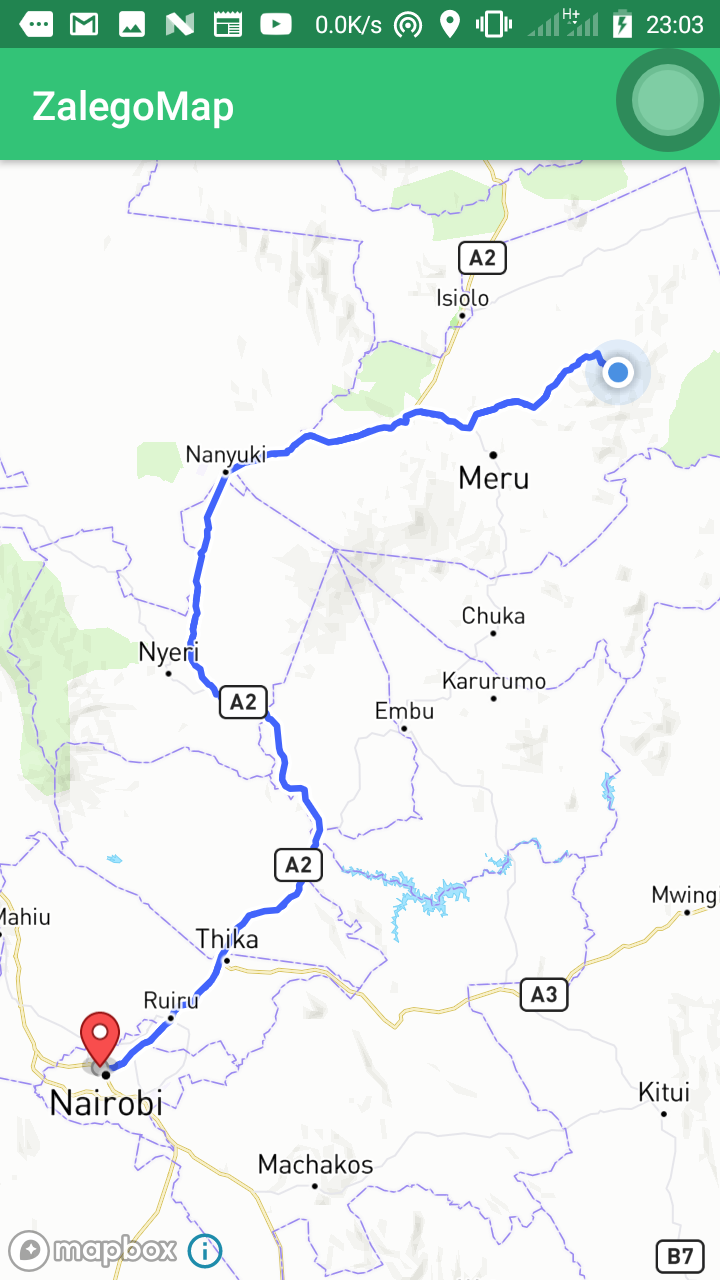 0.0K/s H+ 23:03
ZalegoMap
A2
Isiolo
Nanyuki
Meru
Chuka
Nyeri
Karurumo
A2
Embu
A2
Mwingi
Mahiu
Thika
A3
Ruiru
Kitui
Nairobi
Machakos
mapbox i
B7